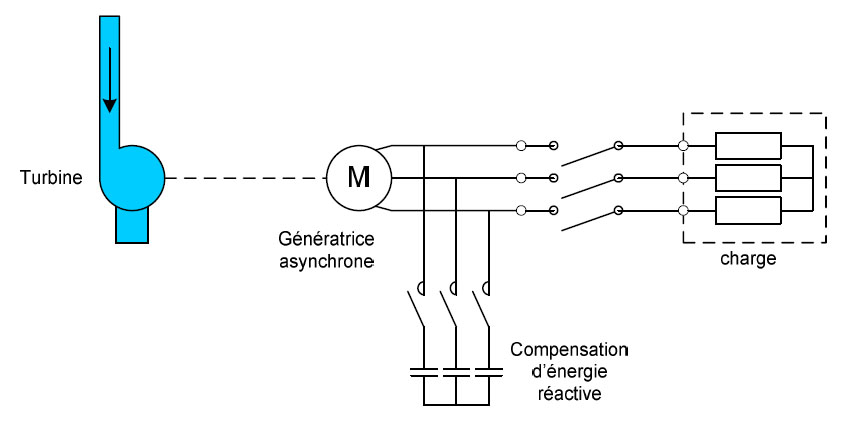 Turbine
M
Génératrice
asynchrone
charge
Compensation
d'énergie
réactive